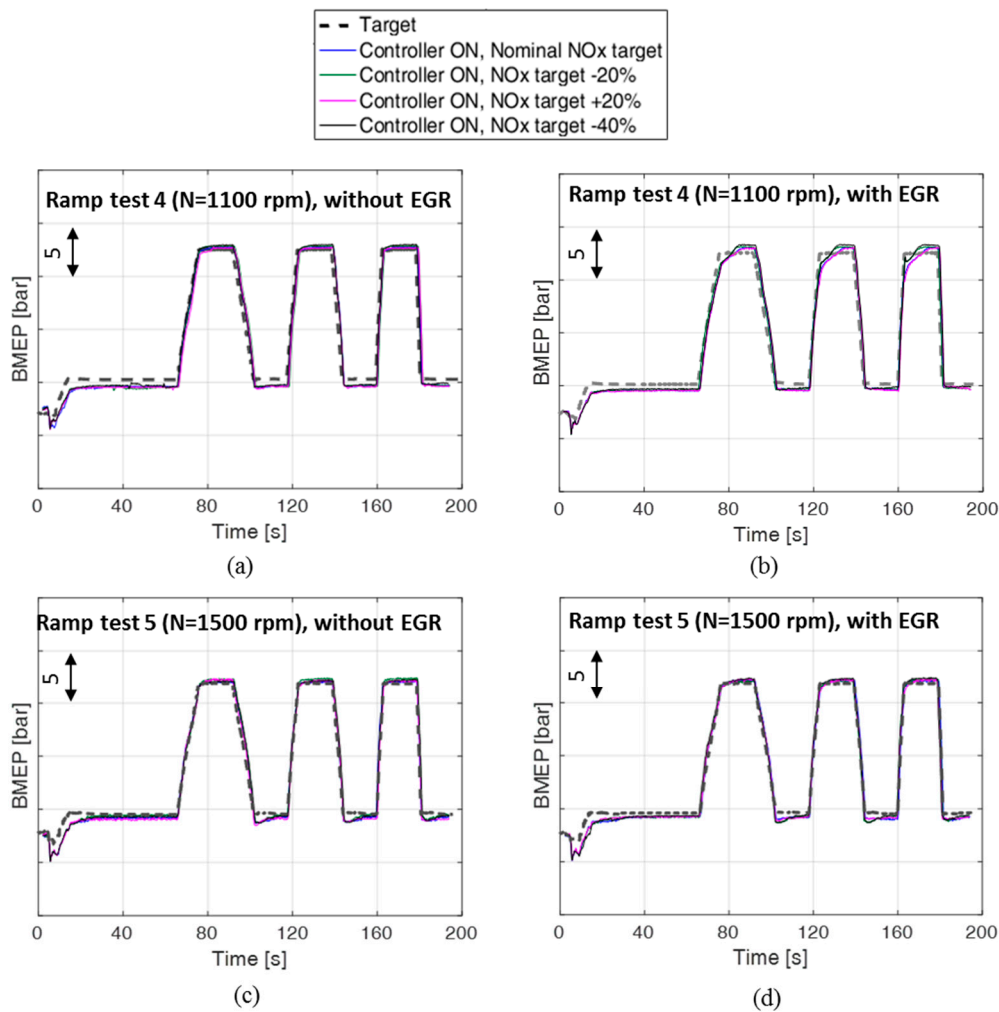 Target
Controller ON, Nominal NOx target
Controller ON, NOx target -20%
Controller ON, NOx target +20%
Controller ON, NOx target -40%
Ramp test 4 (N=1100 rpm), without EGR
5
BMEP [bar]
0 40 80 120 160 200
Time [s]
(a)
Ramp test 4 (N=1100 rpm), with EGR
5
BMEP [bar]
0 40 80 120 160 200
Time [s]
(b)
Ramp test 5 (N=1500 rpm), without EGR
5
BMEP [bar]
0 40 80 120 160 200
Time [s]
(c)
Ramp test 5 (N=1500 rpm), with EGR
5
BMEP [bar]
0 40 80 120 160 200
Time [s]
(d)